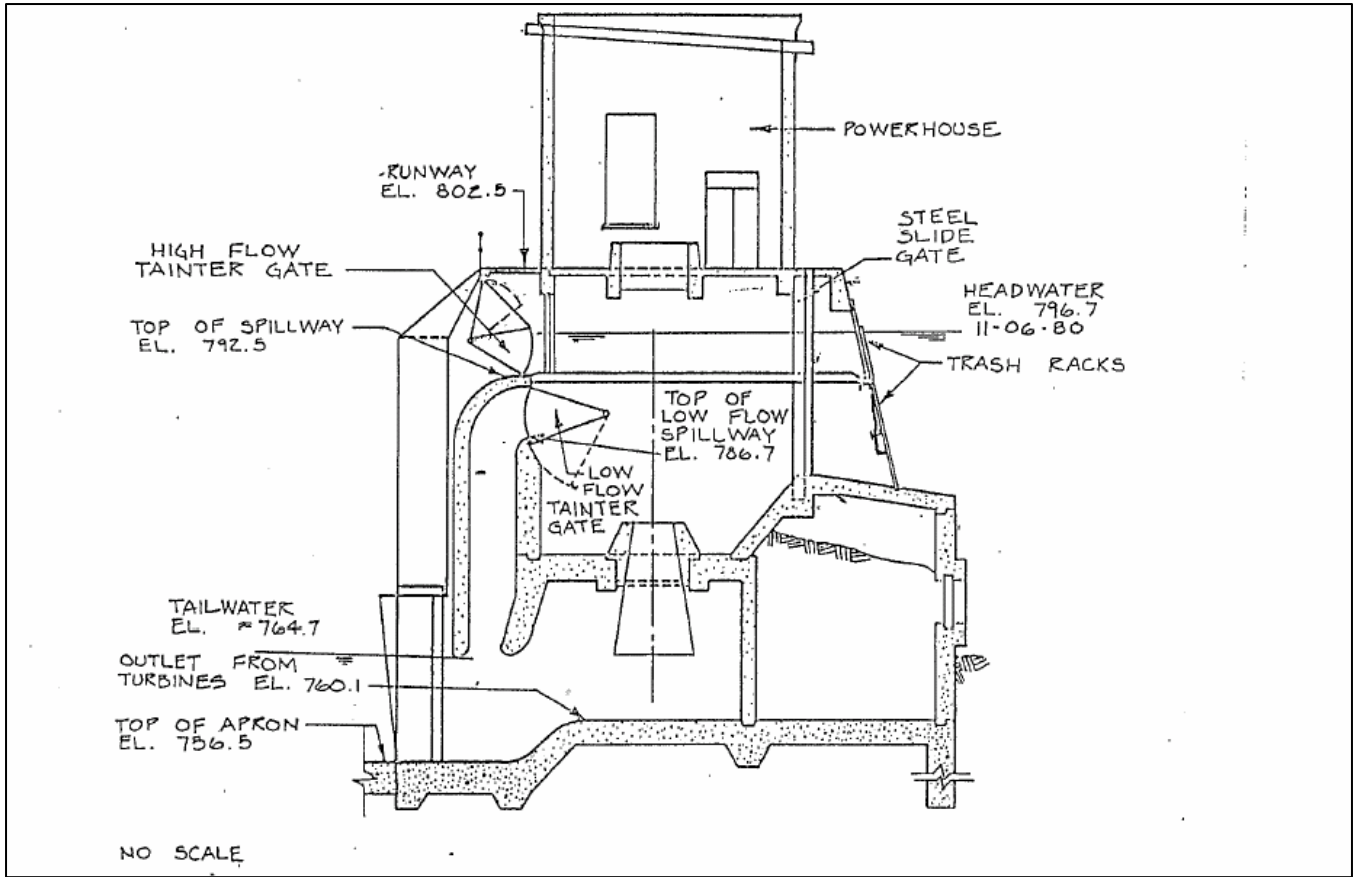 POWERHOUSE
RUNWAY
EL. 802.5
STEEL
SLIDE
GATE
HIGH FLOW
TAINTER GATE
HEADWATER
EL. 796.7
11-06-80
TOP OF SPILLWAY
EL. 792.5
TRASH RACKS
TOP OF
LOW FLOW
SPILLWAY
EL. 786.7
LOW
FLOW
TAINTER
GATE
TAILWATER
EL. ≈764.7
OUTLET FROM
TURBINES EL. 760.1
TOP OF APRON
EL. 756.5
NO SCALE